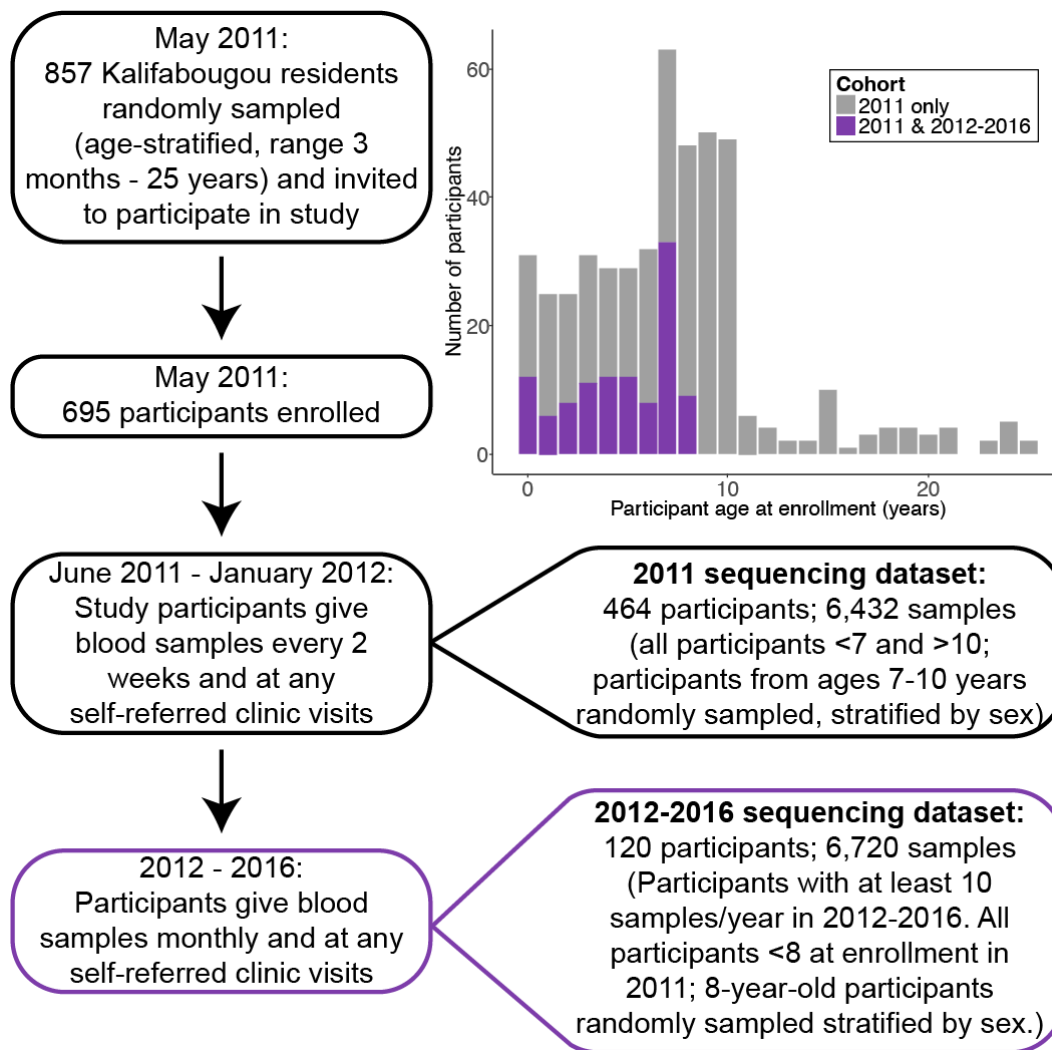 May 2011:
857 Kalifabougou residents
randomly sampled
(age-stratified, range 3
months - 25 years) and invited
to participate in study
Number of participants
60
40
20
0
0
10
20
Participant age at enrollment (years)
Cohort
2011 only
2011 & 2012-2016
May 2011:
695 participants enrolled
June 2011 - January 2012:
Study participants give
blood samples every 2
weeks and at any
self-referred clinic visits
2011 sequencing dataset:
464 participants; 6,432 samples
(all participants <7 and >10;
participants from ages 7-10 years
randomly sampled, stratified by sex)
2012 - 2016:
Participants give blood
samples monthly and at any
self-referred clinic visits
2012-2016 sequencing dataset:
120 participants; 6,720 samples
(Participants with at least 10
samples/year in 2012-2016. All
participants <8 at enrollment in
2011; 8-year-old participants
randomly sampled stratified by sex.)